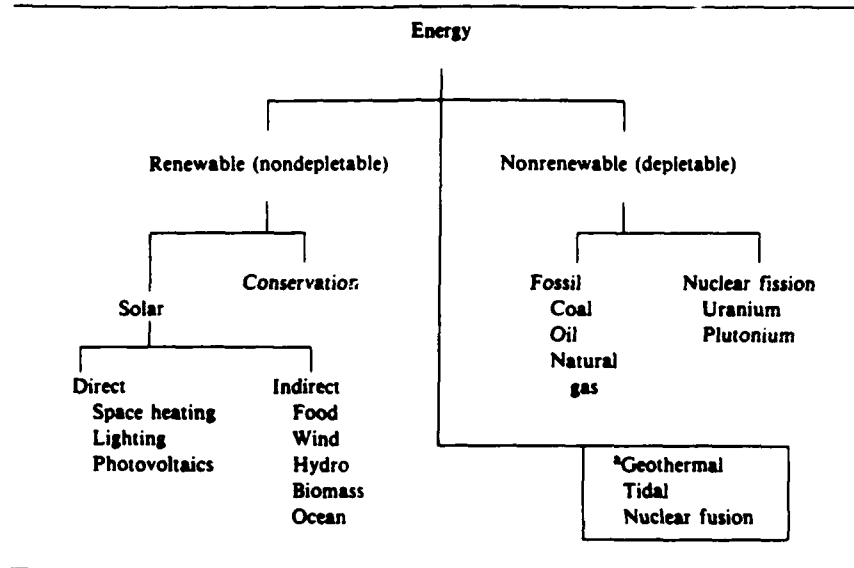 Energy
Renewable (nondepletable)
Nonrenewable (depletable)
Conservation
Solar
Direct
Space heating
Lighting
Photovoltaics
Indirect
Food
Wind
Hydro
Biomass
Ocean
Fossil
Coal
Oil
Natural
gas
Nuclear fission
Uranium
Plutonium
ᵃGeothermal
Tidal
Nuclear fusion